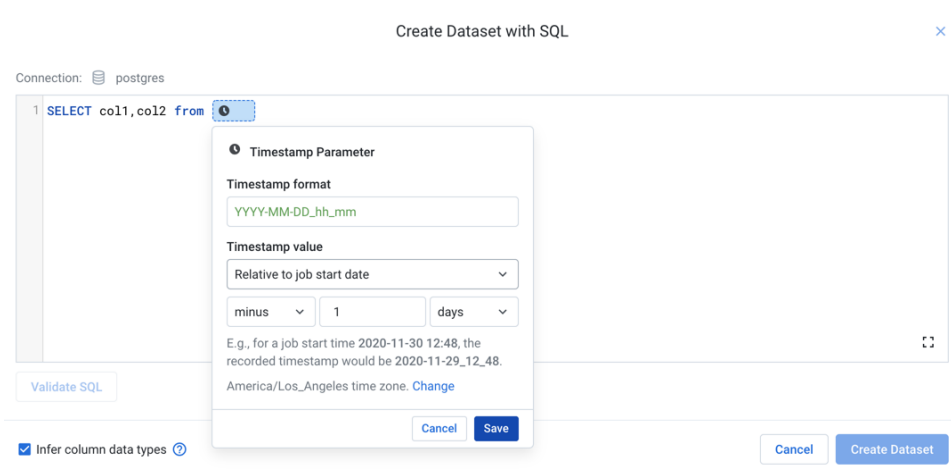 Create Dataset with SQL
Connection: postgres
1 SELECT col1,col2 from
Timestamp Parameter
Timestamp format
YYYY-MM-DD_hh_mm
Timestamp value
Relative to job start date
minus 1 days
E.g., for a job start time 2020-11-30 12:48, the
recorded timestamp would be 2020-11-29_12_48.
America/Los_Angeles time zone. Change
Validate SQL
Cancel Save
Infer column data types
Cancel Create Dataset